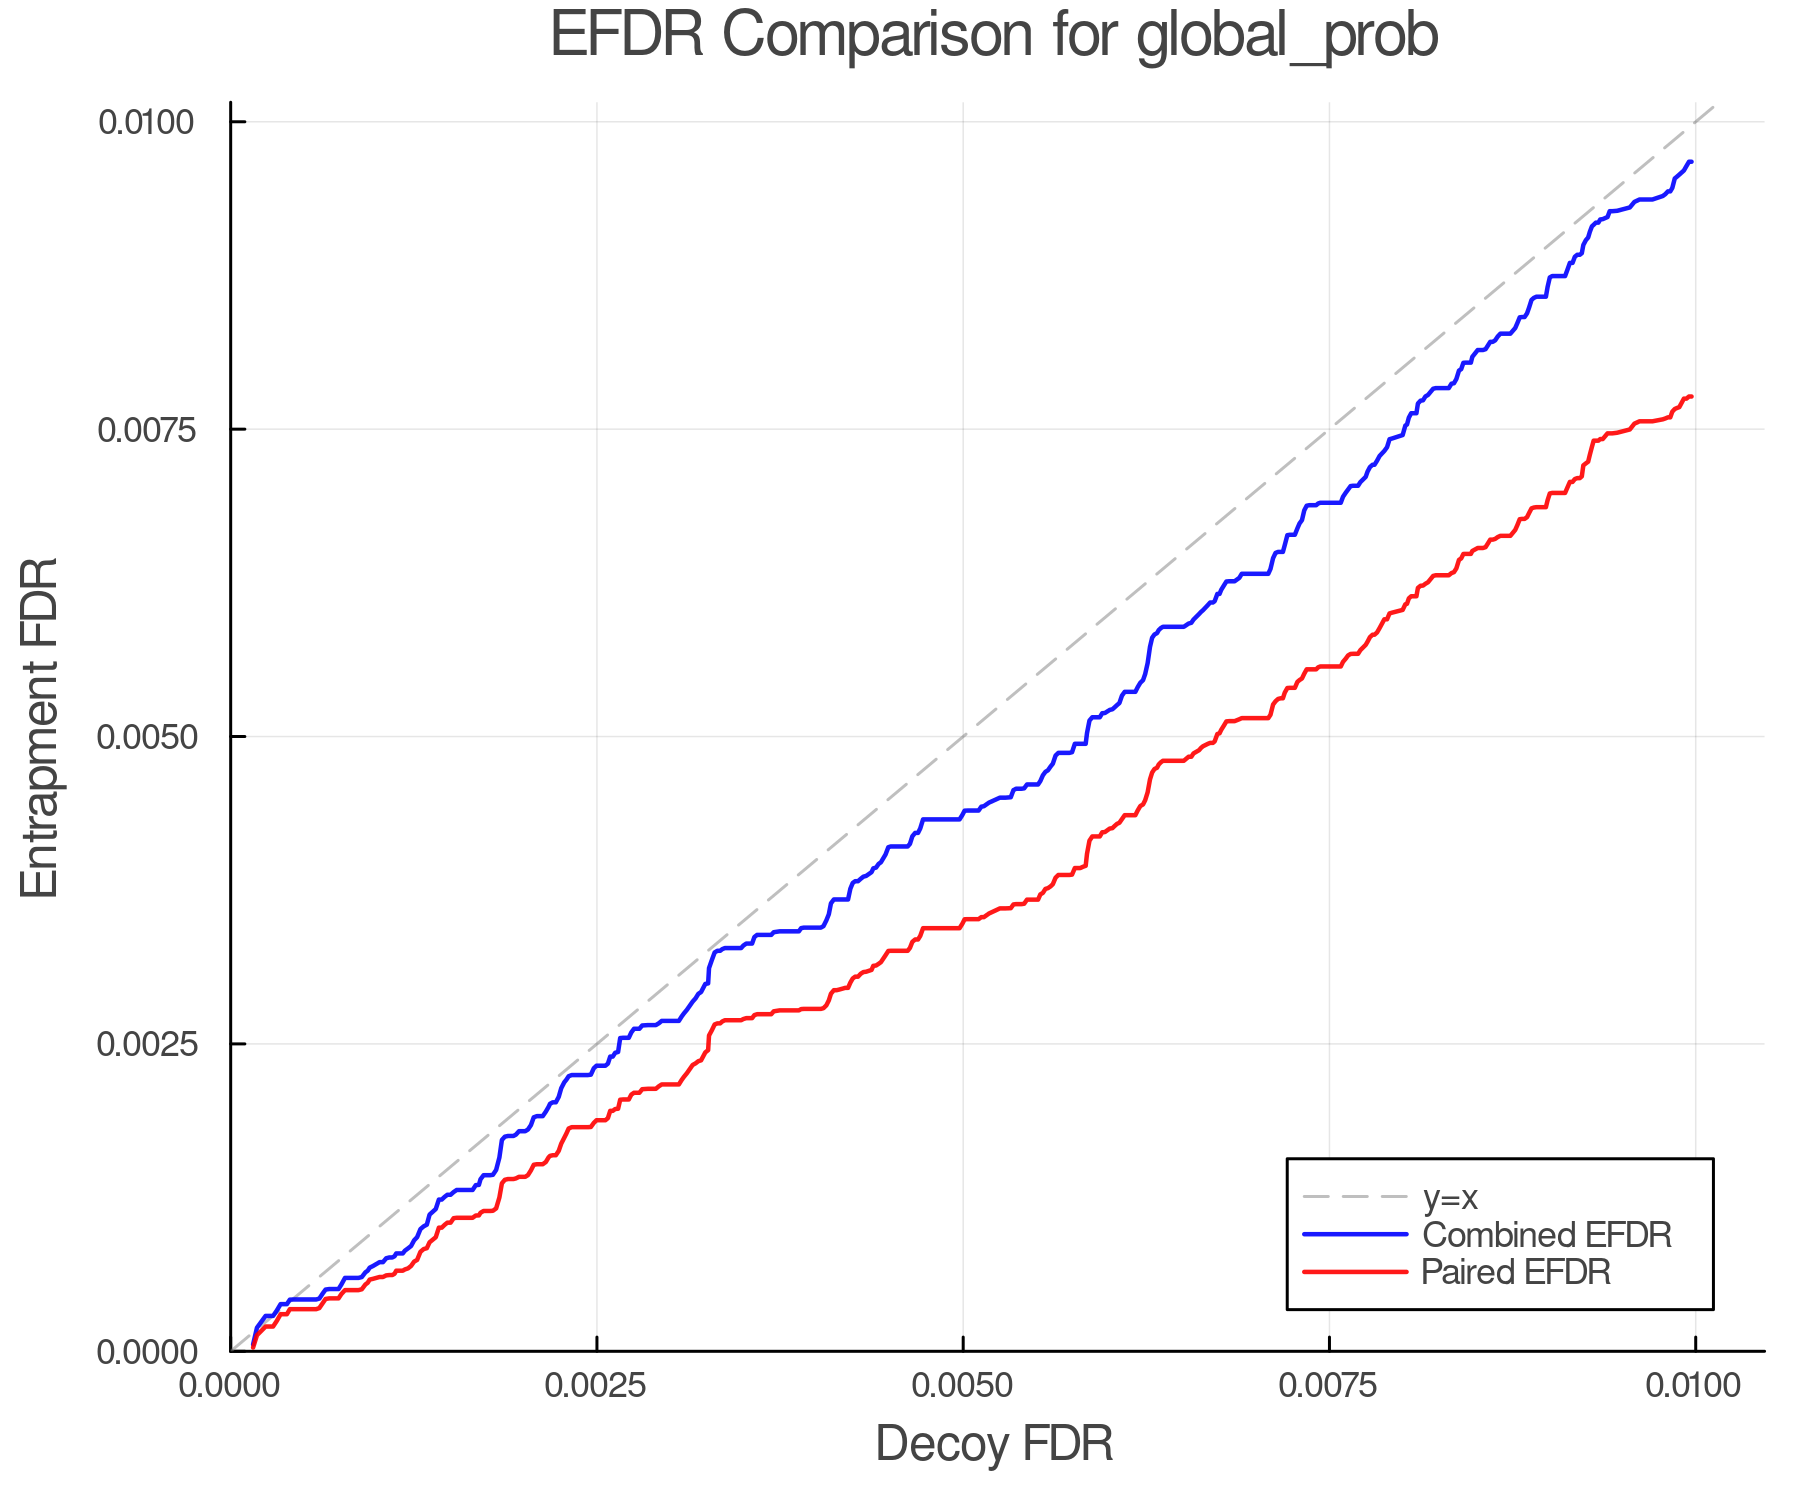 EFDR Comparison for global_prob
0.0100
0.0075
0.0050
0.0025
0.0000
Entrapment FDR
y=x
Combined EFDR
Paired EFDR
0.0000 0.0025 0.0050 0.0075 0.0100
Decoy FDR